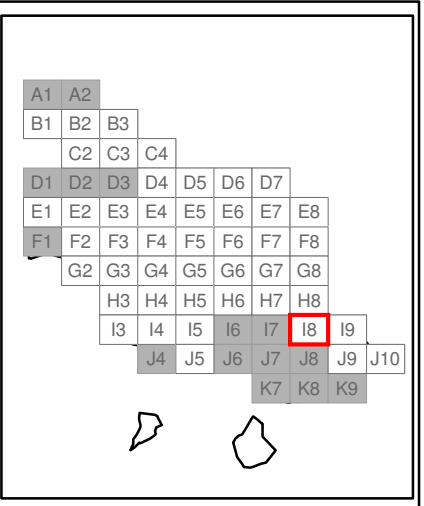 A1 A2
B1 B2 B3
C2 C3 C4
D1 D2 D3 D4 D5 D6 D7
E1 E2 E3 E4 E5 E6 E7 E8
F1 F2 F3 F4 F5 F6 F7 F8
G2 G3 G4 G5 G6 G7 G8
H3 H4 H5 H6 H7 H8
I3 I4 I5 I6 I7 I8 I9
J4 J5 J6 J7 J8 J9 J10
K7 K8 K9